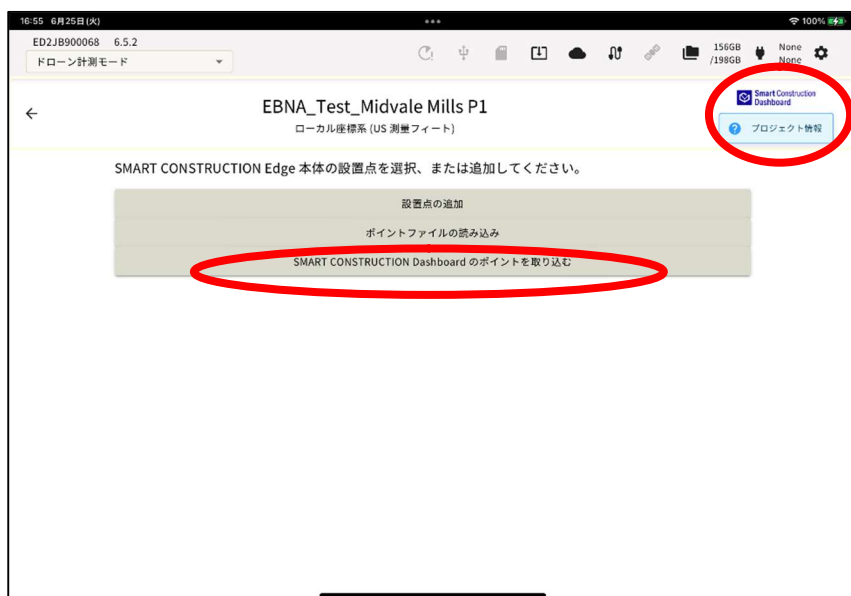 16:55 6月25日(火)
100%
ED2JB900068 6.5.2
ドローン計測モード
156GB
/198GB
None
None
EBNA_Test_Midvale Mills P1
ローカル座標系 (US 測量フィート)
Smart Construction
Dashboard
プロジェクト情報
SMART CONSTRUCTION Edge 本体の設置点を選択、または追加してください。
設置点の追加
ポイントファイルの読み込み
SMART CONSTRUCTION Dashboard のポイントを取り込む